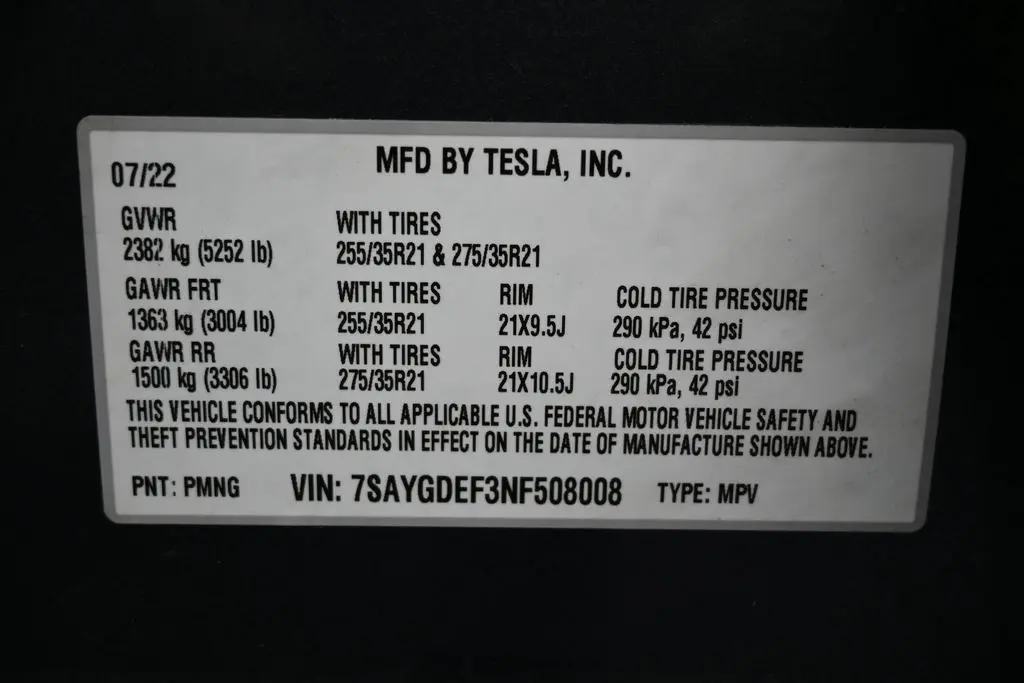 MFD BY TESLA, INC.
07/22
GVWR WITH TIRES
2382 kg (5252 lb) 255/35R21 & 275/35R21
GAWR FRT WITH TIRES RIM COLD TIRE PRESSURE
1363 kg (3004 lb) 255/35R21 21X9.5J 290 kPa, 42 psi
GAWR RR WITH TIRES RIM COLD TIRE PRESSURE
1500 kg (3306 lb) 275/35R21 21X10.5J 290 kPa, 42 psi
THIS VEHICLE CONFORMS TO ALL APPLICABLE U.S. FEDERAL MOTOR VEHICLE SAFETY AND
THEFT PREVENTION STANDARDS IN EFFECT ON THE DATE OF MANUFACTURE SHOWN ABOVE.
PNT: PMNG VIN: 7SAYGDEF3NF508008 TYPE: MPV